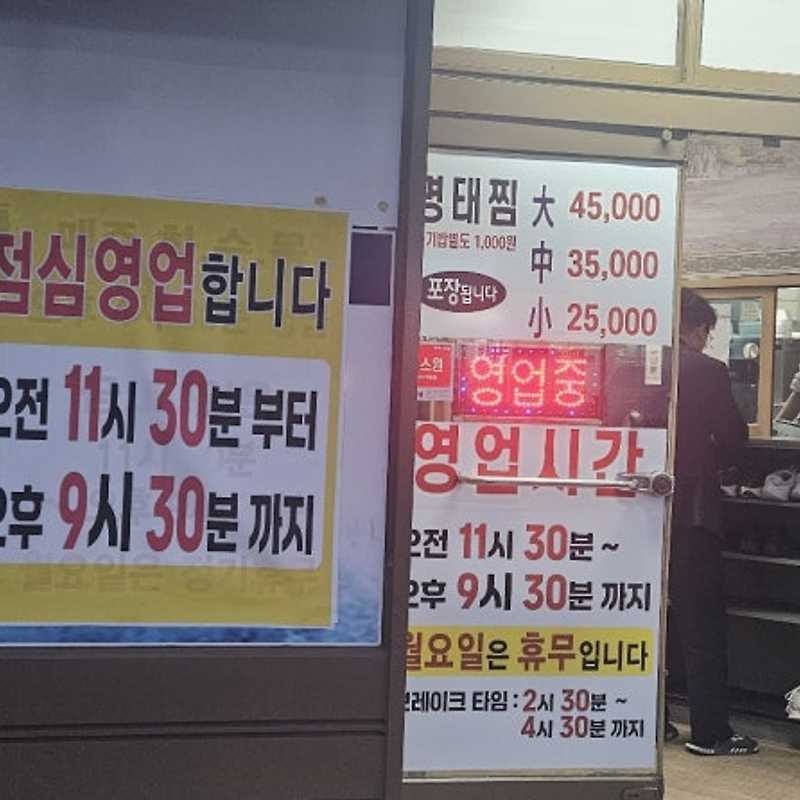 점심영업합니다
오전 11시 30분 부터
오후 9시 30분 까지
명태찜 大 45,000
공기밥별도 1,000원
中 35,000
포장됩니다
小 25,000
영업중
영업시간
오전 11시 30분 ~
오후 9시 30분 까지
월요일은 휴무입니다
브레이크 타임 : 2시 30분 ~
4시 30분 까지